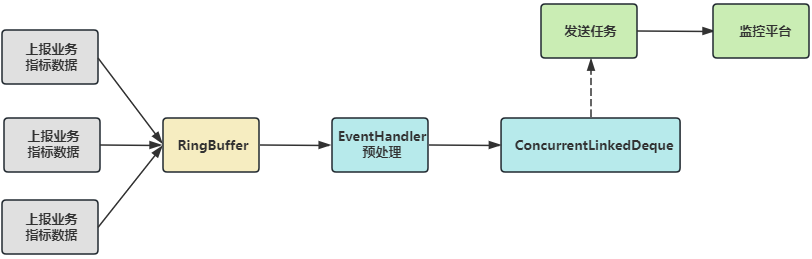 上报业务
指标数据
上报业务
指标数据
上报业务
指标数据
RingBuffer
EventHandler
预处理
ConcurrentLinkedDeque
发送任务
监控平台